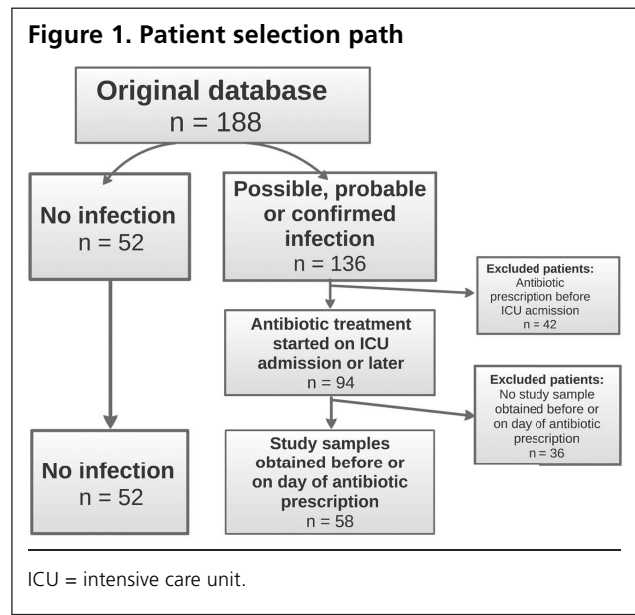 Figure 1. Patient selection path
Original database
n = 188
No infection
n = 52
Possible, probable
or confirmed
infection
n = 136
Excluded patients:
Antibiotic
prescription before
ICU acmission
n = 42
Antibiotic treatment
started on ICU
admission or later
n = 94
Excluded patients:
No study sample
obtained before or
on day of antibiotic
prescription
n = 36
No infection
n = 52
Study samples
obtained before or
on day of antibiotic
prescription
n = 58
ICU = intensive care unit.